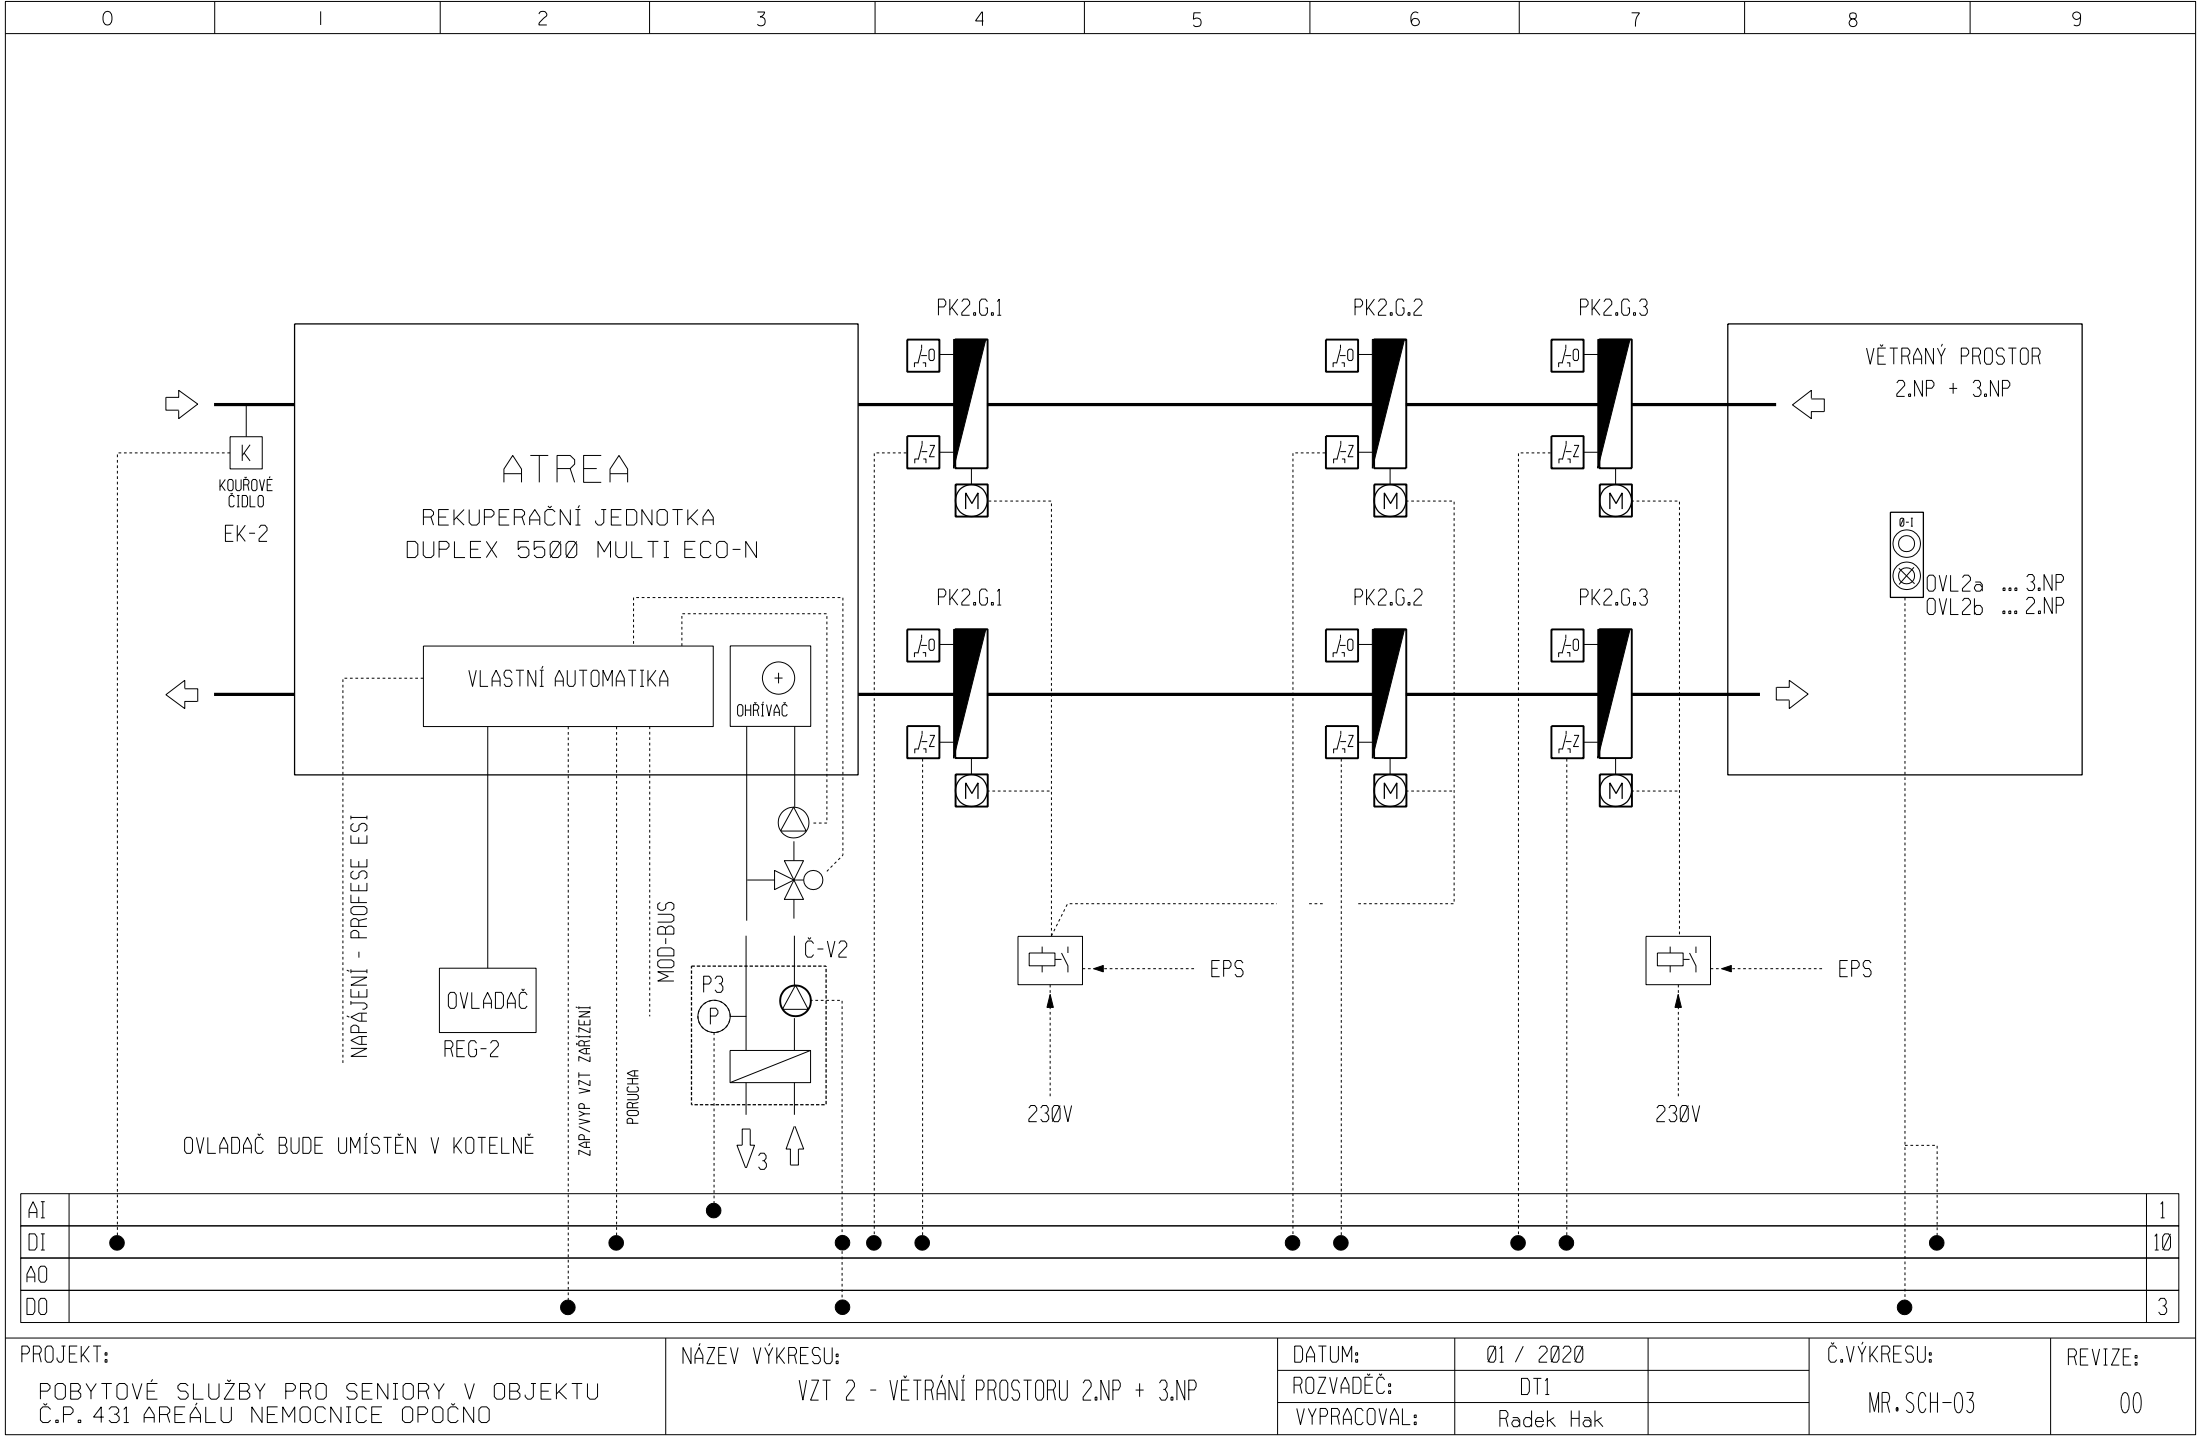 0 1 2 3 4 5 6 7 8 9
PK2.G.1
PK2.G.2
PK2.G.3
O
O
O
VĚTRANÝ PROSTOR
2.NP + 3.NP
K
KOUŘOVÉ
ČIDLO
EK-2
Z
Z
Z
M
M
M
ATREA
REKUPERAČNÍ JEDNOTKA
DUPLEX 5500 MULTI ECO-N
Ø-I
OVL2a ... 3.NP
OVL2b ... 2.NP
PK2.G.1
PK2.G.2
PK2.G.3
O
O
O
VLASTNÍ AUTOMATIKA
+
OHŘÍVAČ
Z
Z
Z
M
M
M
NAPÁJENÍ - PROFESE ESI
MOD-BUS
Č-V2
P3
P
OVLADAČ
REG-2
ZAP/VYP VZT ZAŘÍZENÍ
PORUCHA
EPS
EPS
230V
230V
OVLADAČ BUDE UMÍSTĚN V KOTELNĚ
3
AI 1
DI 10
AO
DO 3
PROJEKT:
POBYTOVÉ SLUŽBY PRO SENIORY V OBJEKTU
Č.P. 431 AREÁLU NEMOCNICE OPOČNO
NÁZEV VÝKRESU:
VZT 2 - VĚTRÁNÍ PROSTORU 2.NP + 3.NP
DATUM: 01 / 2020
ROZVADĚČ: DT1
VYPRACOVAL: Radek Hak
Č.VÝKRESU:
MR.SCH-03
REVIZE:
00